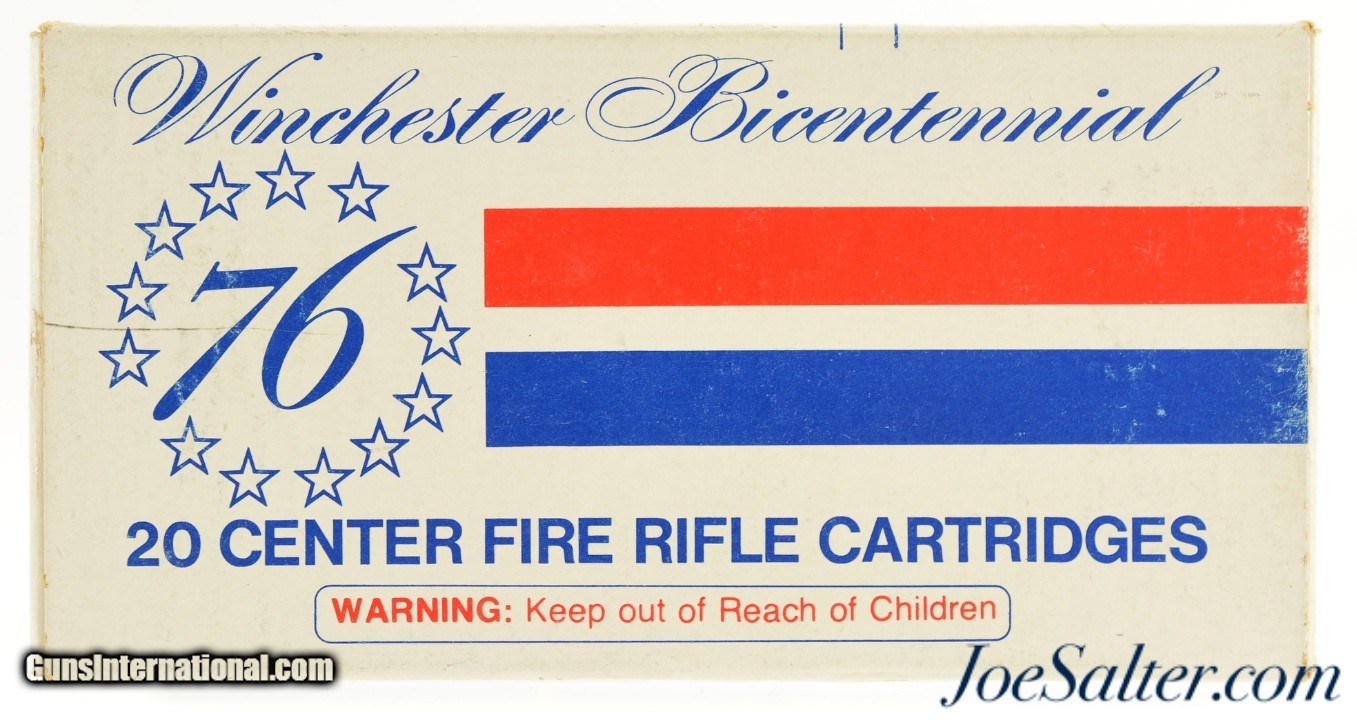 Winchester Bicentennial
76
20 CENTER FIRE RIFLE CARTRIDGES
WARNING: Keep out of Reach of Children
GunsInternational.com
JoeSalter.com